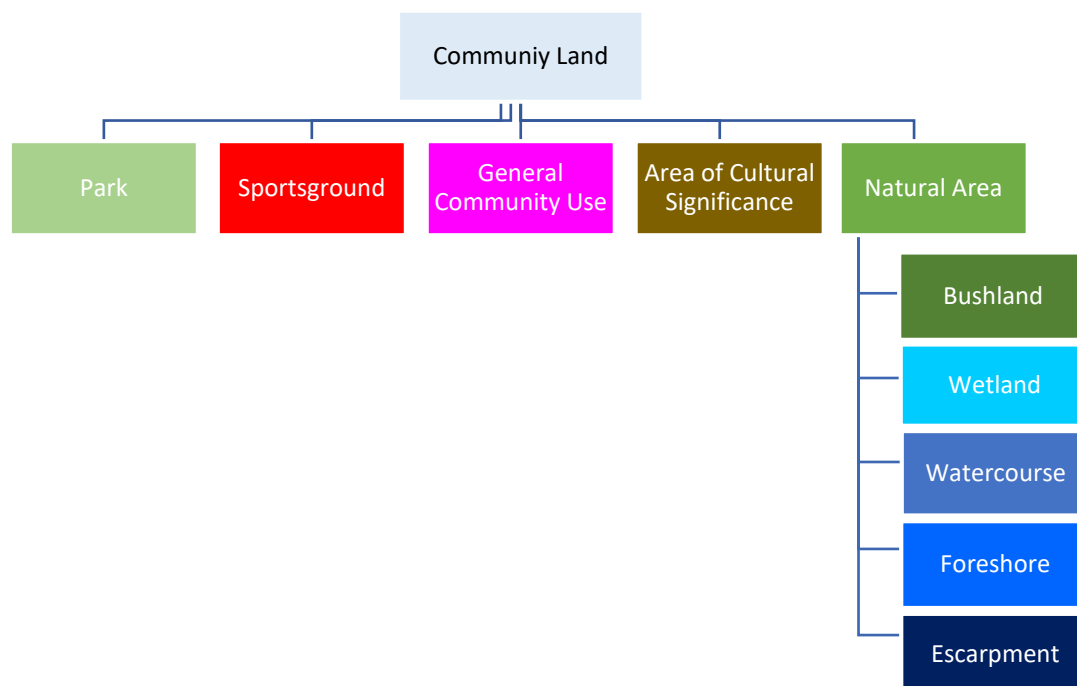 Communiy Land
Park
Sportsground
General
Community Use
Area of Cultural
Significance
Natural Area
Bushland
Wetland
Watercourse
Foreshore
Escarpment